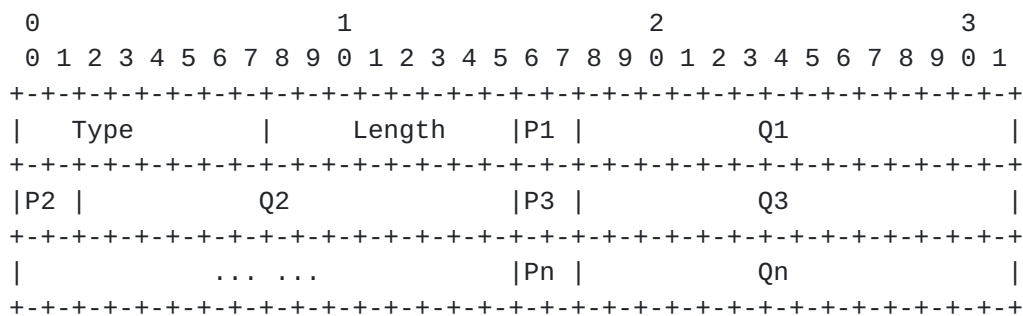 0                   1                   2                   3
 0 1 2 3 4 5 6 7 8 9 0 1 2 3 4 5 6 7 8 9 0 1 2 3 4 5 6 7 8 9 0 1
+-+-+-+-+-+-+-+-+-+-+-+-+-+-+-+-+-+-+-+-+-+-+-+-+-+-+-+-+-+-+-+-+
|   Type        |     Length    |P1 |           Q1              |
+-+-+-+-+-+-+-+-+-+-+-+-+-+-+-+-+-+-+-+-+-+-+-+-+-+-+-+-+-+-+-+-+
|P2 |           Q2              |P3 |           Q3              |
+-+-+-+-+-+-+-+-+-+-+-+-+-+-+-+-+-+-+-+-+-+-+-+-+-+-+-+-+-+-+-+-+
|            ... ...            |Pn |           Qn              |
+-+-+-+-+-+-+-+-+-+-+-+-+-+-+-+-+-+-+-+-+-+-+-+-+-+-+-+-+-+-+-+-+